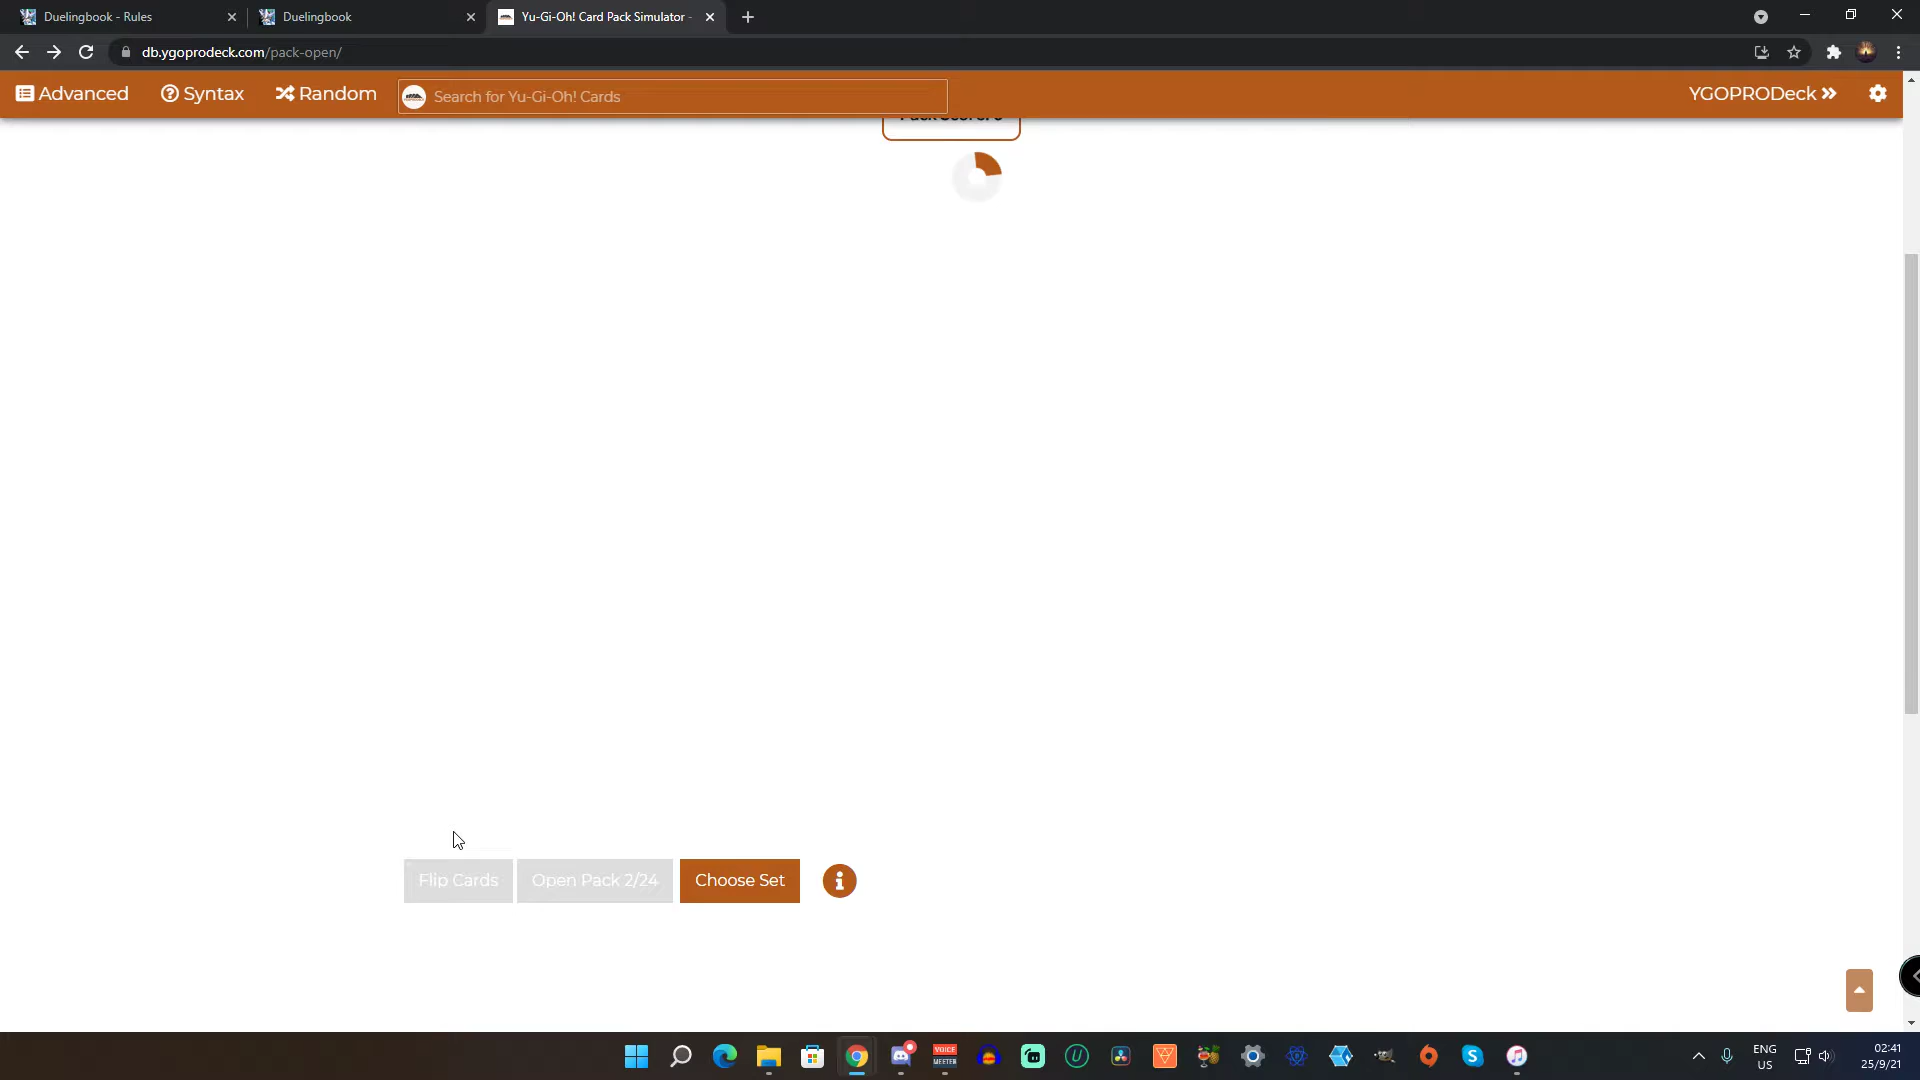 Duelingbook - Rules
Duelingbook
Yu-Gi-Oh! Card Pack Simulator -
db.ygoprodeck.com/pack-open/
Advanced
Syntax
Random
Search for Yu-Gi-Oh! Cards
YGOPRODeck
Flip Cards
Open Pack 2/24
Choose Set
VOICE
MEETER
ENG
US
02:41
25/9/21